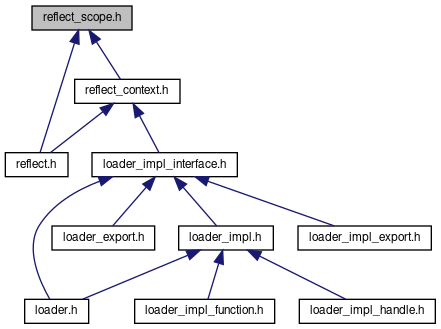 reflect_scope.h
reflect_context.h
reflect.h
loader_impl_interface.h
loader_export.h
loader_impl.h
loader_impl_export.h
loader.h
loader_impl_function.h
loader_impl_handle.h